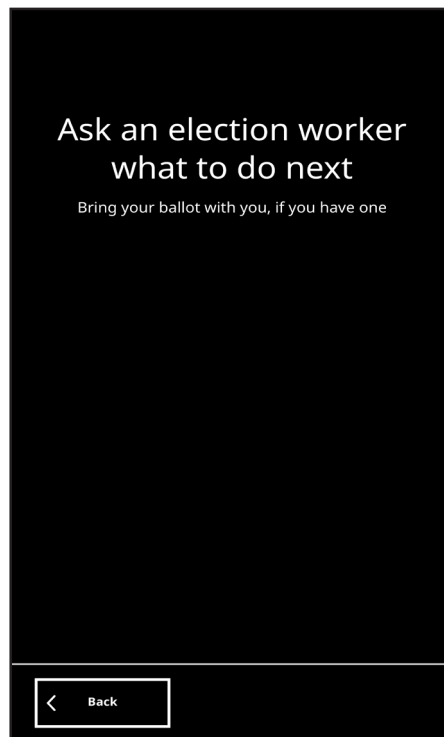 Ask an election worker
what to do next
Bring your ballot with you, if you have one
Back